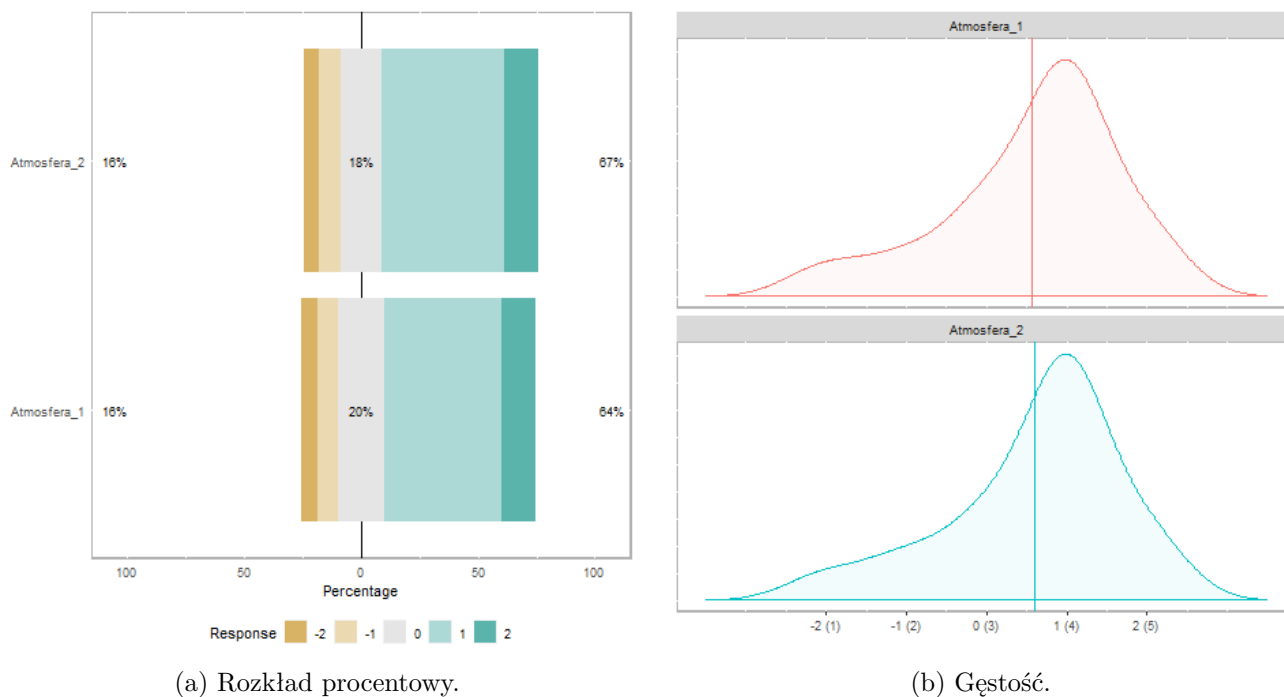 Atmosfera_2 16% 18% 67%
Atmosfera_1 16% 20% 64%
100 50 0 50 100
Percentage
Response -2 -1 0 1 2
(a) Rozkład procentowy.
Atmosfera_1
Atmosfera_2
-2 (1) -1 (2) 0 (3) 1 (4) 2 (5)
(b) Gęstość.